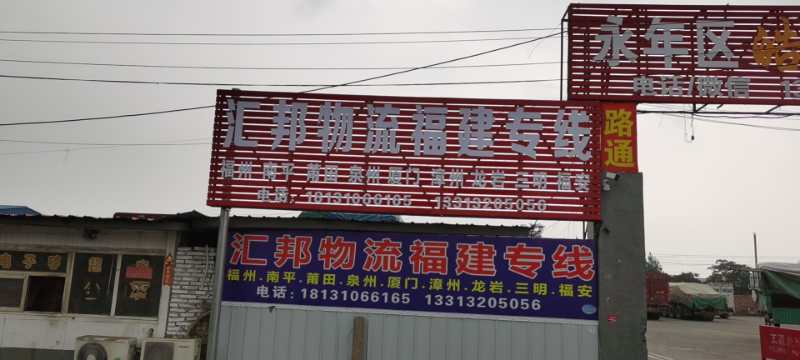 永年区
电话/微信
汇邦物流福建专线
福州 南平 莆田 泉州 厦门 漳州 龙岩 三明 福安
电话: 18131066165 13313205056
路通
汇邦物流福建专线
福州.南平.莆田.泉州.厦门.漳州.龙岩.三明.福安
电话: 18131066165 13313205056